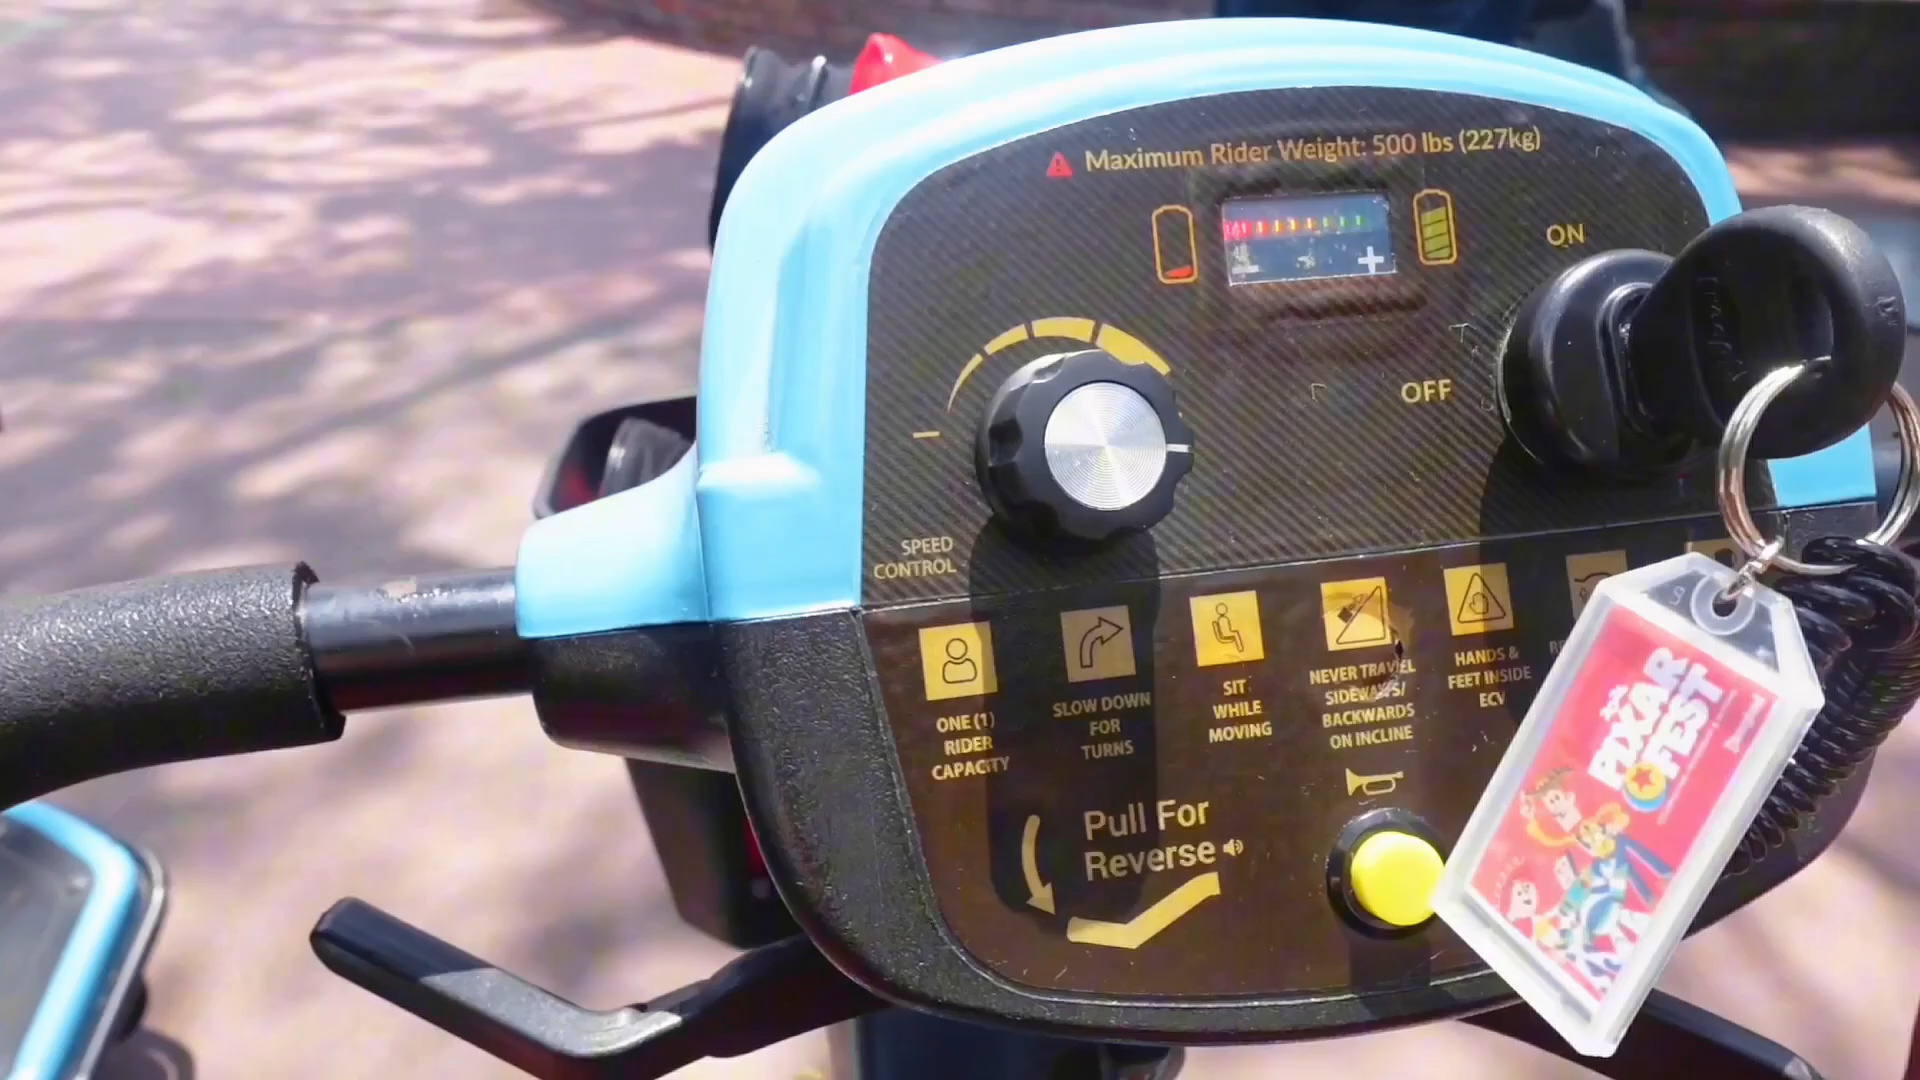 Maximum Rider Weight: 500 lbs (227kg)
ON
OFF
SPEED
CONTROL
ONE (1)
RIDER
CAPACITY
SLOW DOWN
FOR
TURNS
SIT
WHILE
MOVING
NEVER TRAVEL
SIDEWAYS/
BACKWARDS
ON INCLINE
HANDS &
FEET INSIDE
ECV
Pull For
Reverse
PIXAR
FEST